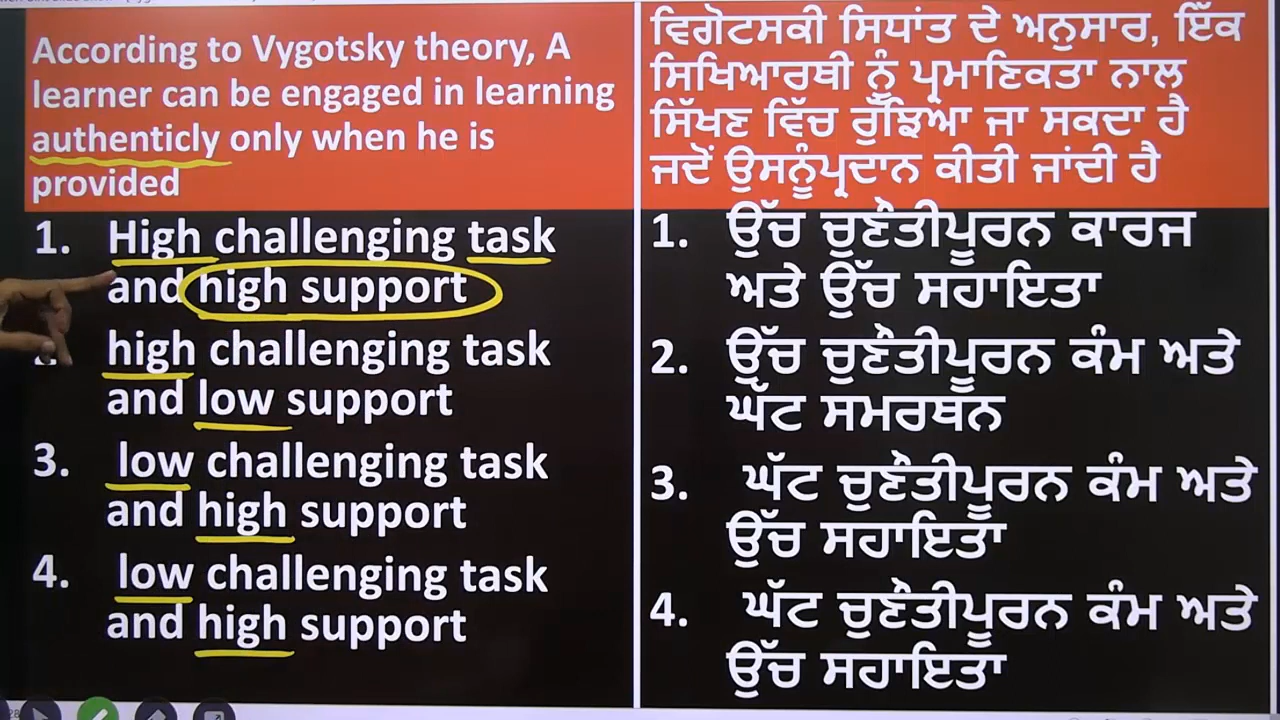 According to Vygotsky theory, A
learner can be engaged in learning
authenticly only when he is
provided
1. High challenging task
and high support
high challenging task
and low support
3. low challenging task
and high support
4. low challenging task
and high support
ਵਿਗੋਟਸਕੀ ਸਿਧਾਂਤ ਦੇ ਅਨੁਸਾਰ, ਇੱਕ
ਸਿਖਿਆਰਥੀ ਨੂੰ ਪ੍ਰਮਾਣਿਕਤਾ ਨਾਲ
ਸਿੱਖਣ ਵਿੱਚ ਰੁੱਝਿਆ ਜਾ ਸਕਦਾ ਹੈ
ਜਦੋਂ ਉਸਨੂੰਪ੍ਰਦਾਨ ਕੀਤੀ ਜਾਂਦੀ ਹੈ
1. ਉੱਚ ਚੁਣੌਤੀਪੂਰਨ ਕਾਰਜ
ਅਤੇ ਉੱਚ ਸਹਾਇਤਾ
2. ਉੱਚ ਚੁਣੌਤੀਪੂਰਨ ਕੰਮ ਅਤੇ
ਘੱਟ ਸਮਰਥਨ
3. ਘੱਟ ਚੁਣੌਤੀਪੂਰਨ ਕੰਮ ਅਤੇ
ਉੱਚ ਸਹਾਇਤਾ
4. ਘੱਟ ਚੁਣੌਤੀਪੂਰਨ ਕੰਮ ਅਤੇ
ਉੱਚ ਸਹਾਇਤਾ